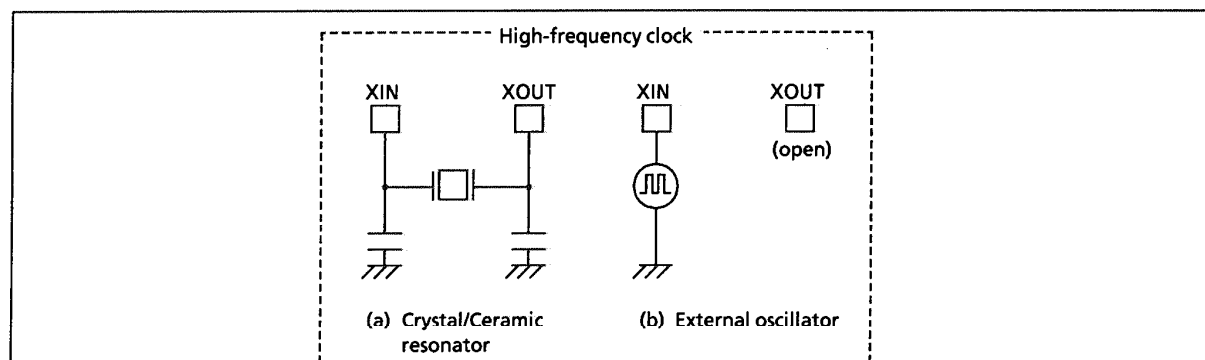 High-frequency clock
XIN XOUT XIN XOUT
(open)
(a) Crystal/Ceramic resonator
(b) External oscillator